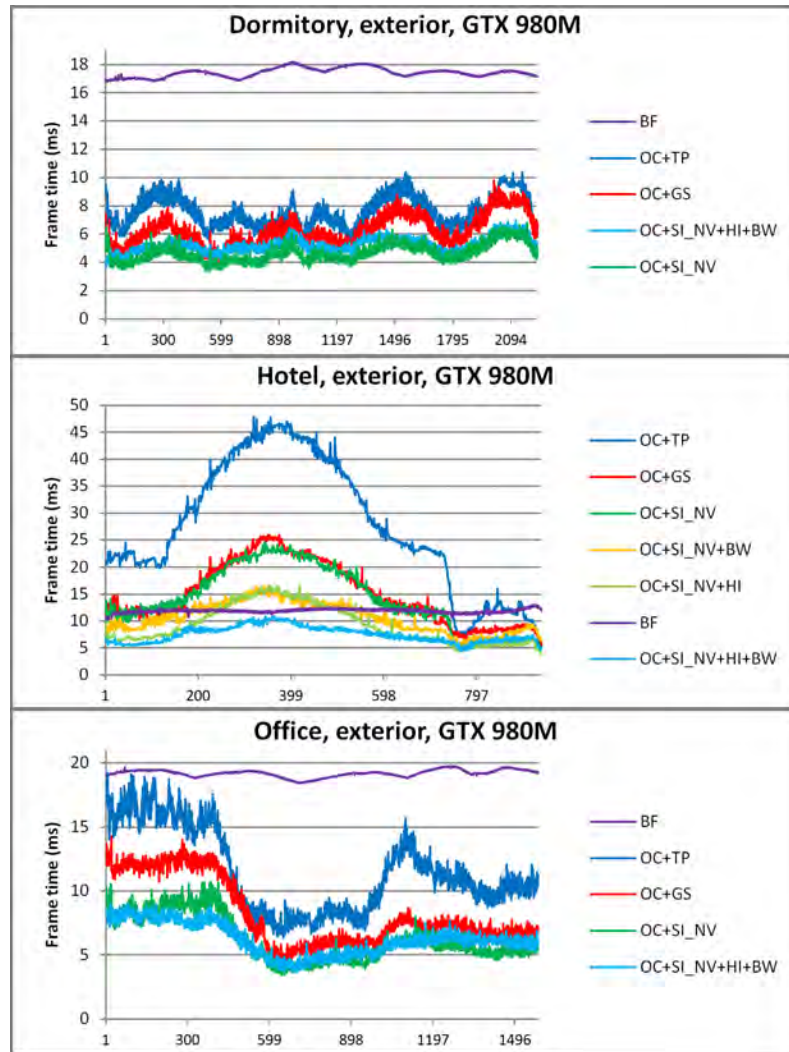 Dormitory, exterior, GTX 980M
Frame time (ms)
18
16
14
12
10
8
6
4
2
0
1 300 599 898 1197 1496 1795 2094
BF
OC+TP
OC+GS
OC+SI_NV+HI+BW
OC+SI_NV
Hotel, exterior, GTX 980M
Frame time (ms)
50
45
40
35
30
25
20
15
10
5
0
1 200 399 598 797
OC+TP
OC+GS
OC+SI_NV
OC+SI_NV+BW
OC+SI_NV+HI
BF
OC+SI_NV+HI+BW
Office, exterior, GTX 980M
Frame time (ms)
20
15
10
5
0
1 300 599 898 1197 1496
BF
OC+TP
OC+GS
OC+SI_NV
OC+SI_NV+HI+BW